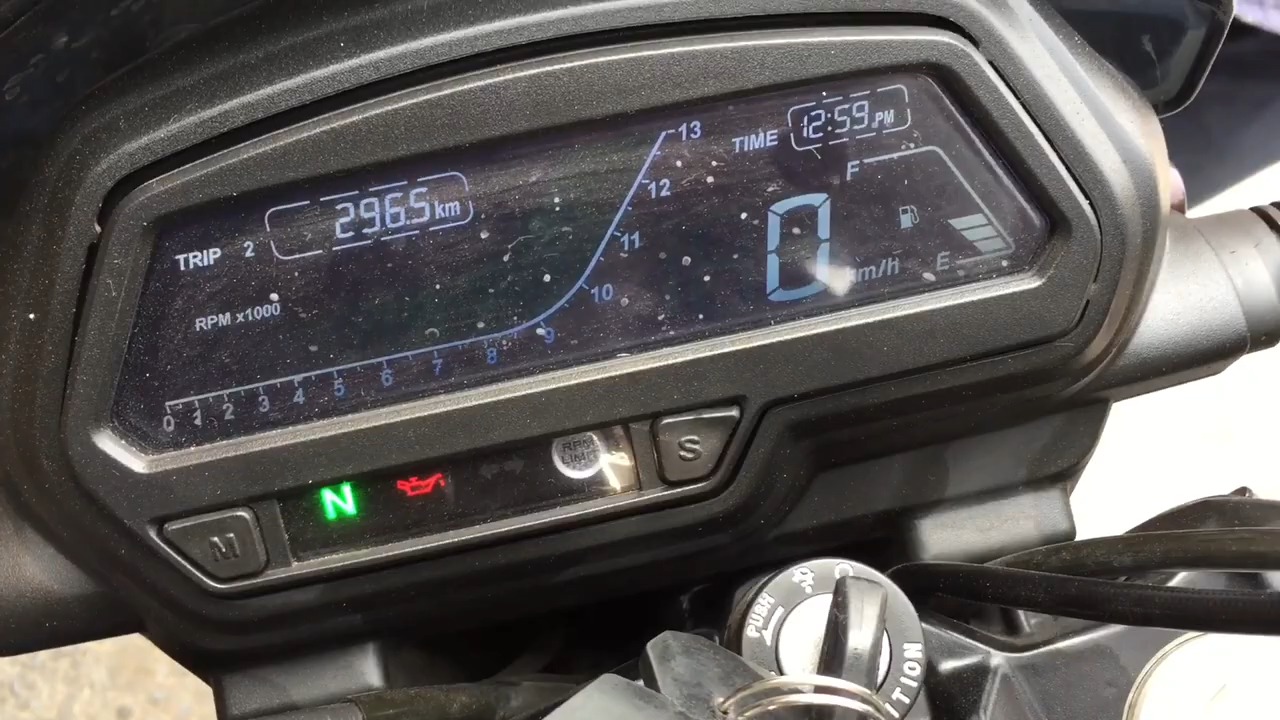 TIME 12:59 PM
TRIP 2 296.5 km
F
0 km/h
E
RPM x1000
0 1 2 3 4 5 6 7 8 9 10 11 12 13
N
RPM
LIMIT
S
M
PUSH